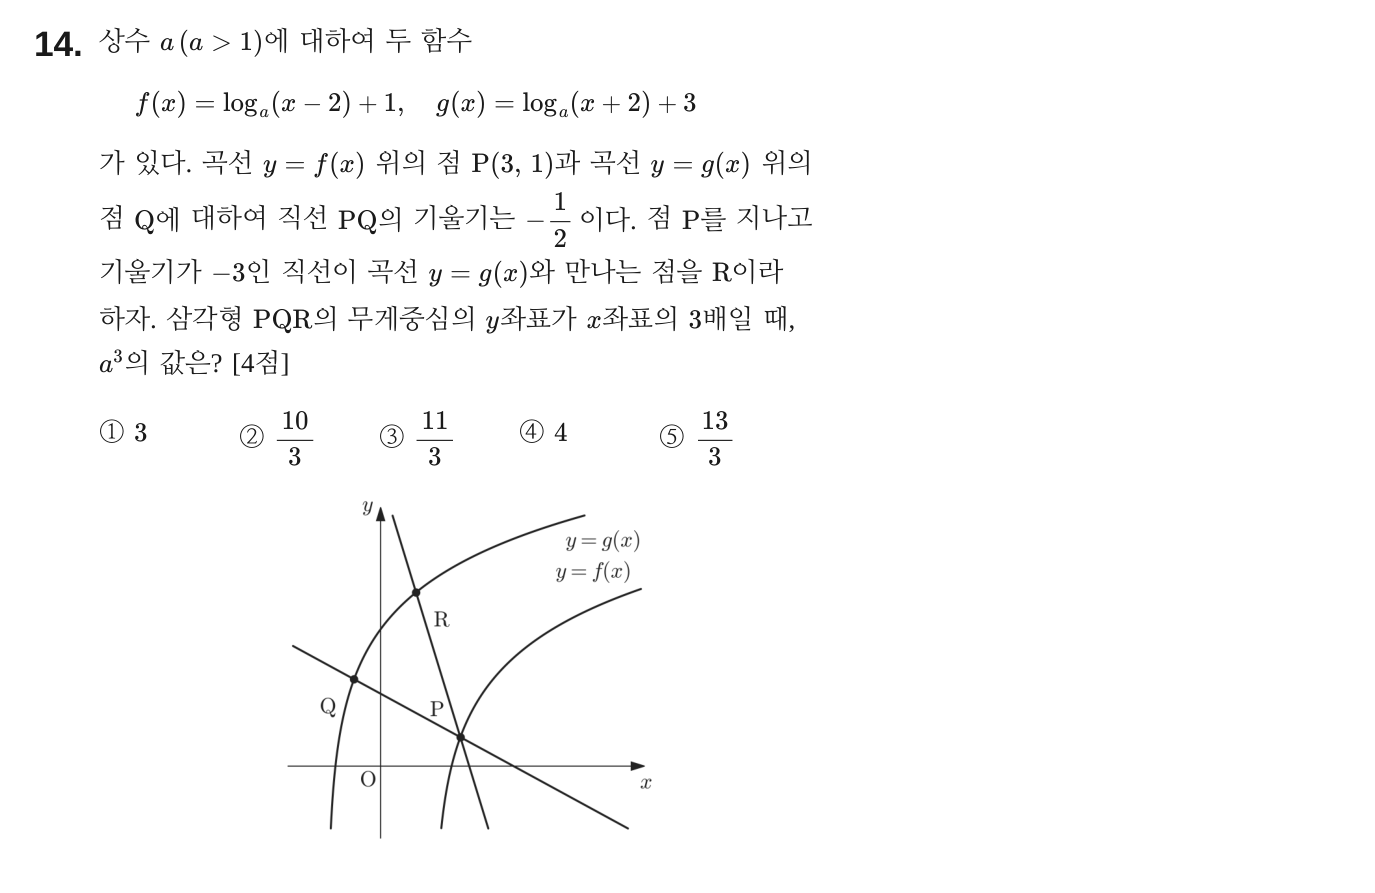 14. 상수 a (a > 1)에 대하여 두 함수
f(x) = logₐ(x − 2) + 1, g(x) = logₐ(x + 2) + 3
가 있다. 곡선 y = f(x) 위의 점 P(3, 1)과 곡선 y = g(x) 위의
점 Q에 대하여 직선 PQ의 기울기는 −1/2 이다. 점 P를 지나고
기울기가 −3인 직선이 곡선 y = g(x)와 만나는 점을 R이라
하자. 삼각형 PQR의 무게중심의 y좌표가 x좌표의 3배일 때,
a³의 값은? [4점]
① 3 ② 10/3 ③ 11/3 ④ 4 ⑤ 13/3
y
y = g(x)
y = f(x)
R
Q
P
O
x